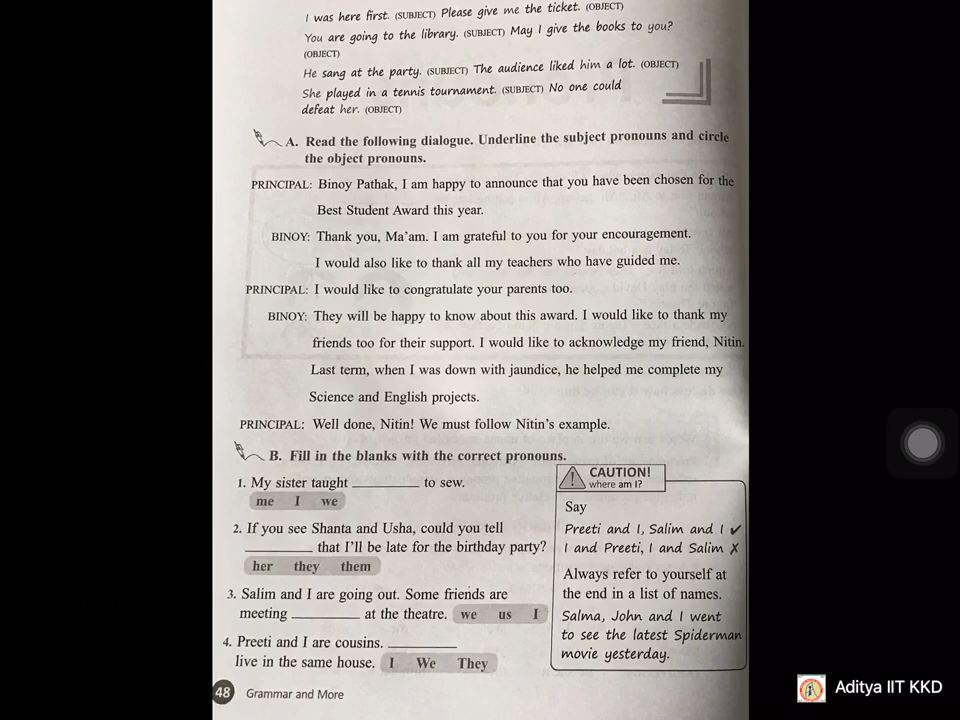 I was here first. (SUBJECT) Please give me the ticket. (OBJECT)
You are going to the library. (SUBJECT) May I give the books to you?
(OBJECT)
He sang at the party. (SUBJECT) The audience liked him a lot. (OBJECT)
She played in a tennis tournament. (SUBJECT) No one could
defeat her. (OBJECT)
A. Read the following dialogue. Underline the subject pronouns and circle
the object pronouns.
PRINCIPAL: Binoy Pathak, I am happy to announce that you have been chosen for the
Best Student Award this year.
BINOY: Thank you, Ma'am. I am grateful to you for your encouragement.
I would also like to thank all my teachers who have guided me.
PRINCIPAL: I would like to congratulate your parents too.
BINOY: They will be happy to know about this award. I would like to thank my
friends too for their support. I would like to acknowledge my friend, Nitin.
Last term, when I was down with jaundice, he helped me complete my
Science and English projects.
PRINCIPAL: Well done, Nitin! We must follow Nitin's example.
B. Fill in the blanks with the correct pronouns.
1. My sister taught __________ to sew.
me I we
2. If you see Shanta and Usha, could you tell
__________ that I'll be late for the birthday party?
her they them
3. Salim and I are going out. Some friends are
meeting __________ at the theatre. we us I
4. Preeti and I are cousins. __________
live in the same house. I We They
CAUTION!
where am I?
Say
Preeti and I, Salim and I ✔
I and Preeti, I and Salim ✗
Always refer to yourself at
the end in a list of names.
Salma, John and I went
to see the latest Spiderman
movie yesterday.
48 Grammar and More
Aditya IIT KKD